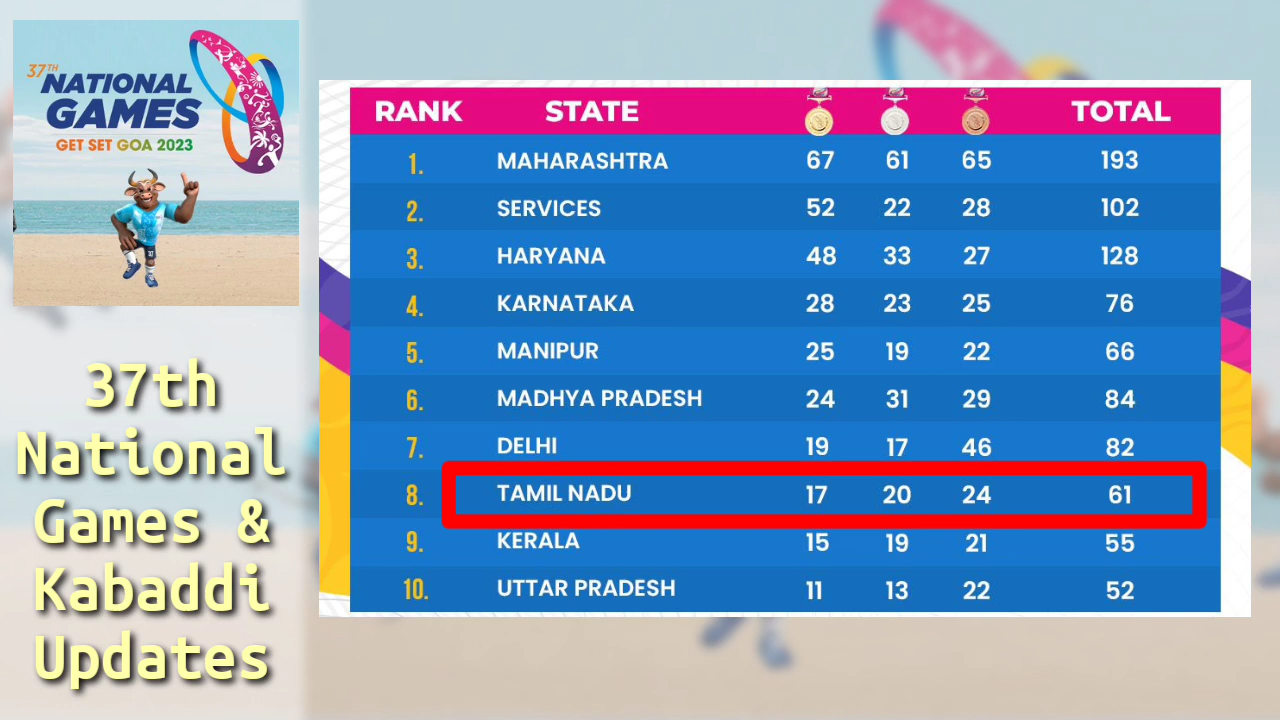 37TH
NATIONAL
GAMES
GET SET GOA 2023
37th
National
Games &
Kabaddi
Updates
RANK STATE TOTAL
1. MAHARASHTRA 67 61 65 193
2. SERVICES 52 22 28 102
3. HARYANA 48 33 27 128
4. KARNATAKA 28 23 25 76
5. MANIPUR 25 19 22 66
6. MADHYA PRADESH 24 31 29 84
7. DELHI 19 17 46 82
8. TAMIL NADU 17 20 24 61
9. KERALA 15 19 21 55
10. UTTAR PRADESH 11 13 22 52